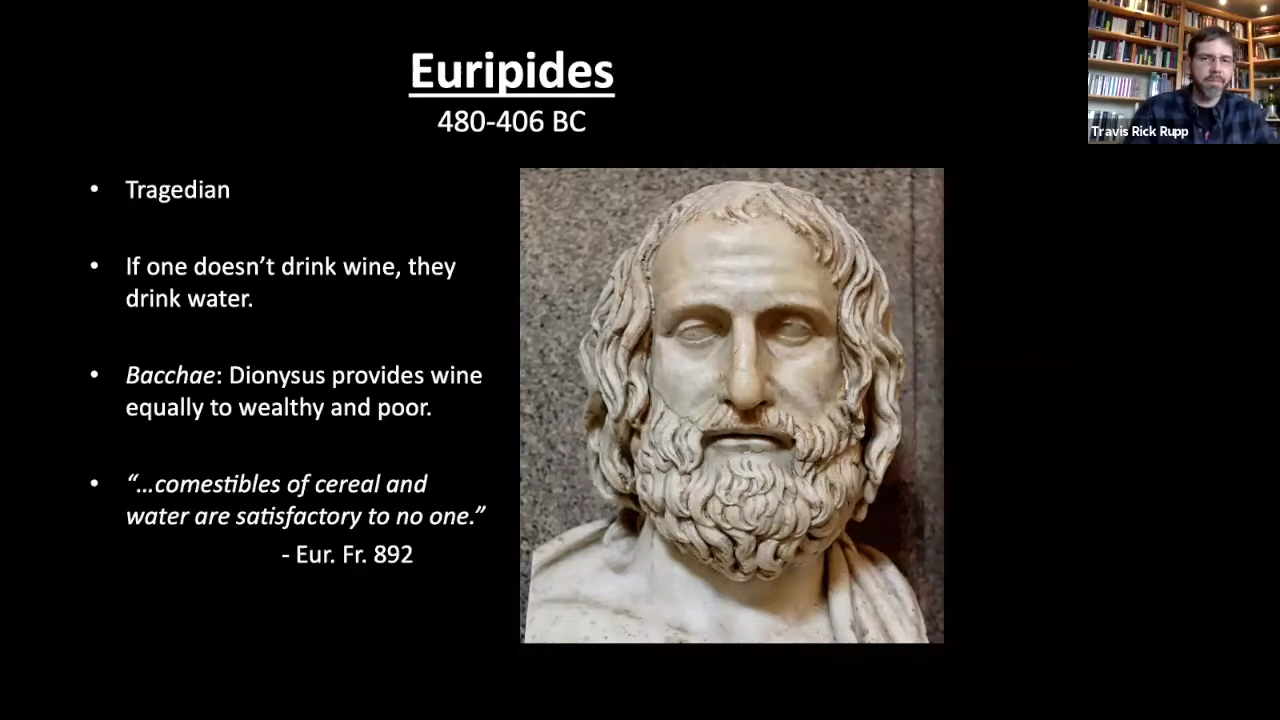 Euripides
480-406 BC
Travis Rick Rupp
• Tragedian
• If one doesn’t drink wine, they
drink water.
• Bacchae: Dionysus provides wine
equally to wealthy and poor.
• “…comestibles of cereal and
water are satisfactory to no one.”
- Eur. Fr. 892